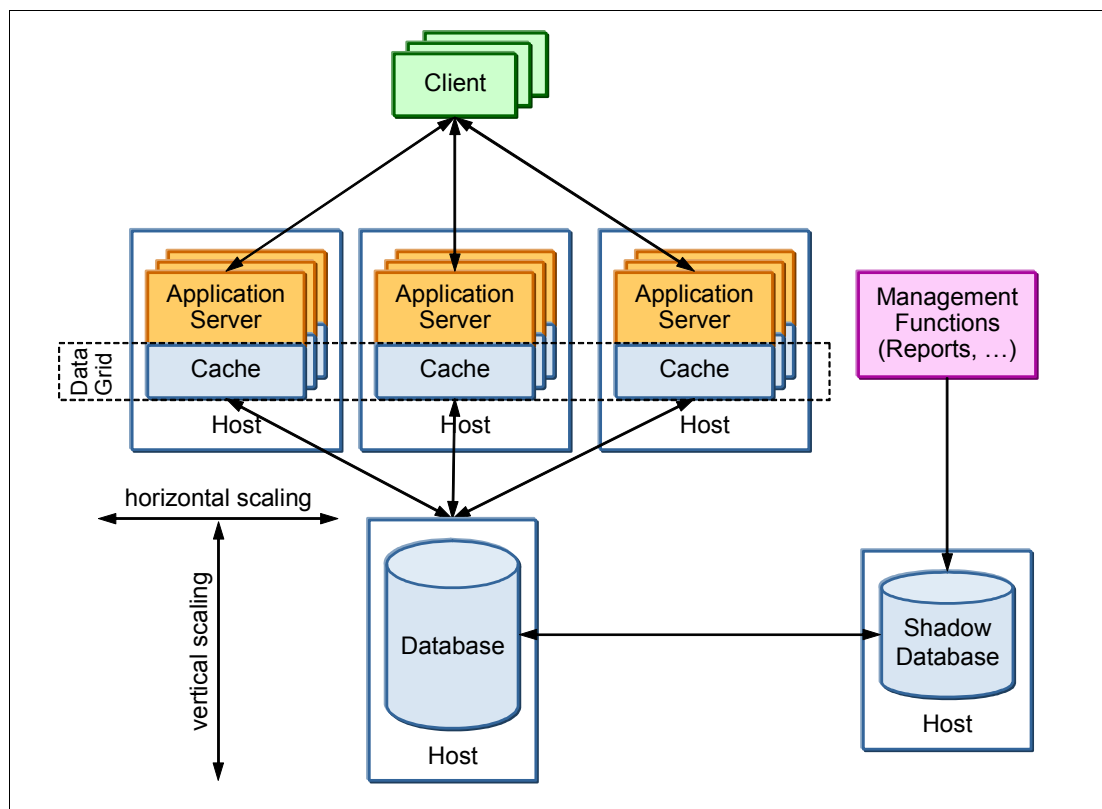 Client
Application
Server
Cache
Host
Application
Server
Cache
Host
Application
Server
Cache
Host
Data
Grid
Management
Functions
(Reports, …)
horizontal scaling
vertical scaling
Database
Host
Shadow
Database
Host